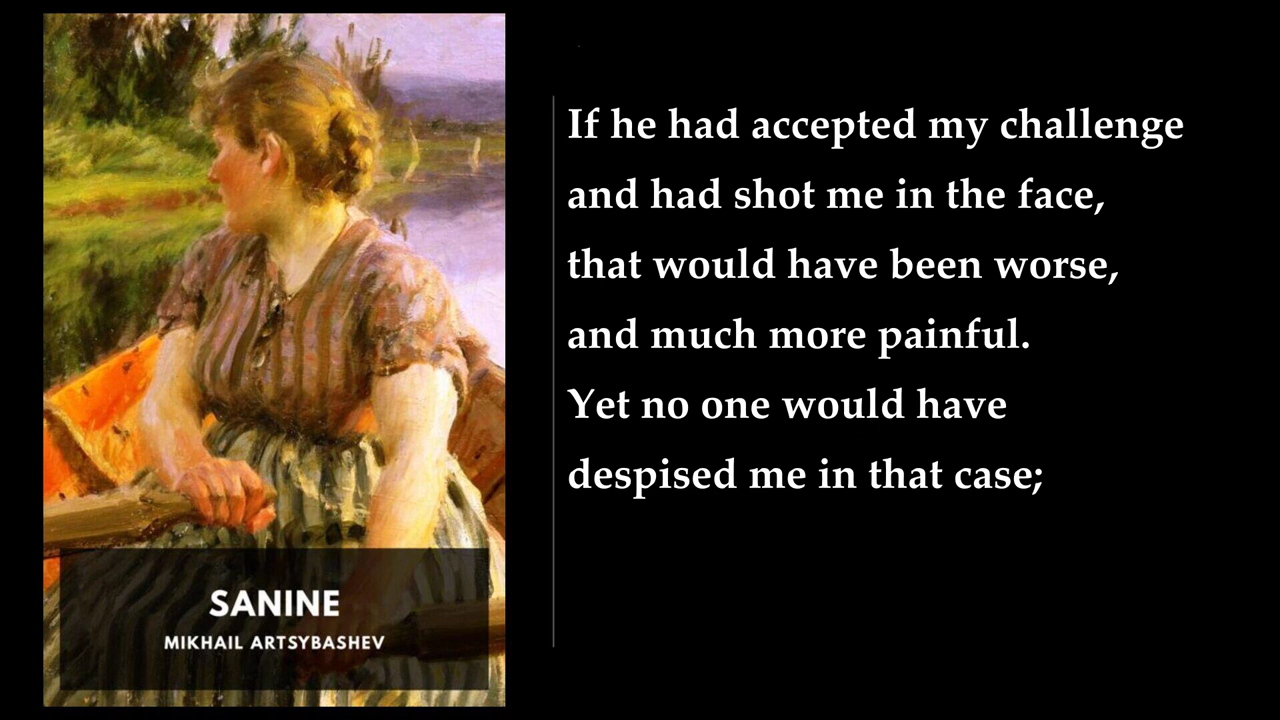 SANINE
MIKHAIL ARTSYBASHEV
If he had accepted my challenge
and had shot me in the face,
that would have been worse,
and much more painful.
Yet no one would have
despised me in that case;